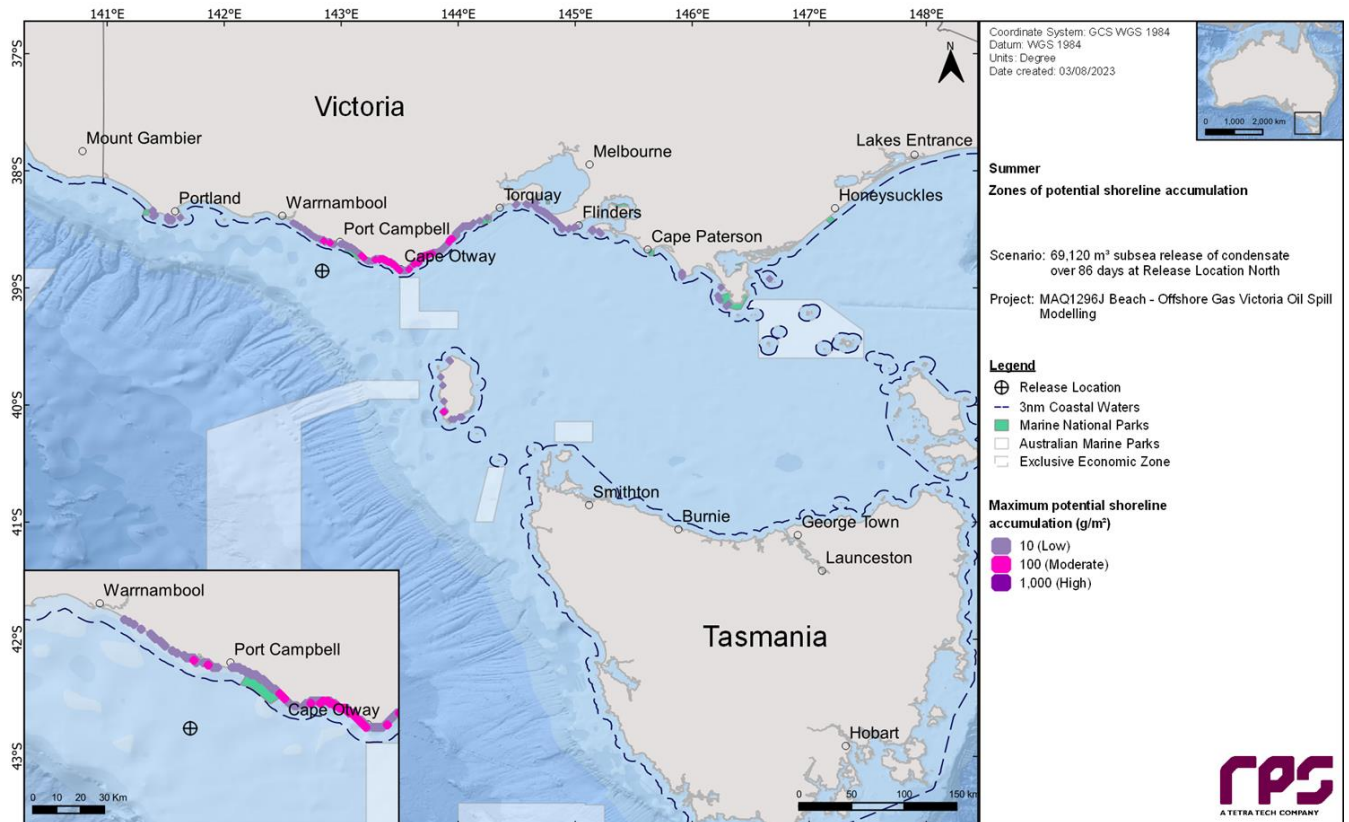 141°E 142°E 143°E 144°E 145°E 146°E 147°E 148°E
37°S
38°S
39°S
40°S
41°S
42°S
43°S
N
Victoria
Mount Gambier
Portland
Warrnambool
Port Campbell
Cape Otway
Torquay
Melbourne
Flinders
Cape Paterson
Honeysuckles
Lakes Entrance
Smithton
Burnie
George Town
Launceston
Tasmania
Hobart
0 50 100 150 km
Warrnambool
Port Campbell
Cape Otway
0 10 20 30 Km
Coordinate System: GCS WGS 1984
Datum: WGS 1984
Units: Degree
Date created: 03/08/2023
0 1,000 2,000 km
Summer
Zones of potential shoreline accumulation
Scenario: 69,120 m³ subsea release of condensate
over 86 days at Release Location North
Project: MAQ1296J Beach - Offshore Gas Victoria Oil Spill
Modelling
Legend
Release Location
3nm Coastal Waters
Marine National Parks
Australian Marine Parks
Exclusive Economic Zone
Maximum potential shoreline
accumulation (g/m²)
10 (Low)
100 (Moderate)
1,000 (High)
rps
A TETRA TECH COMPANY